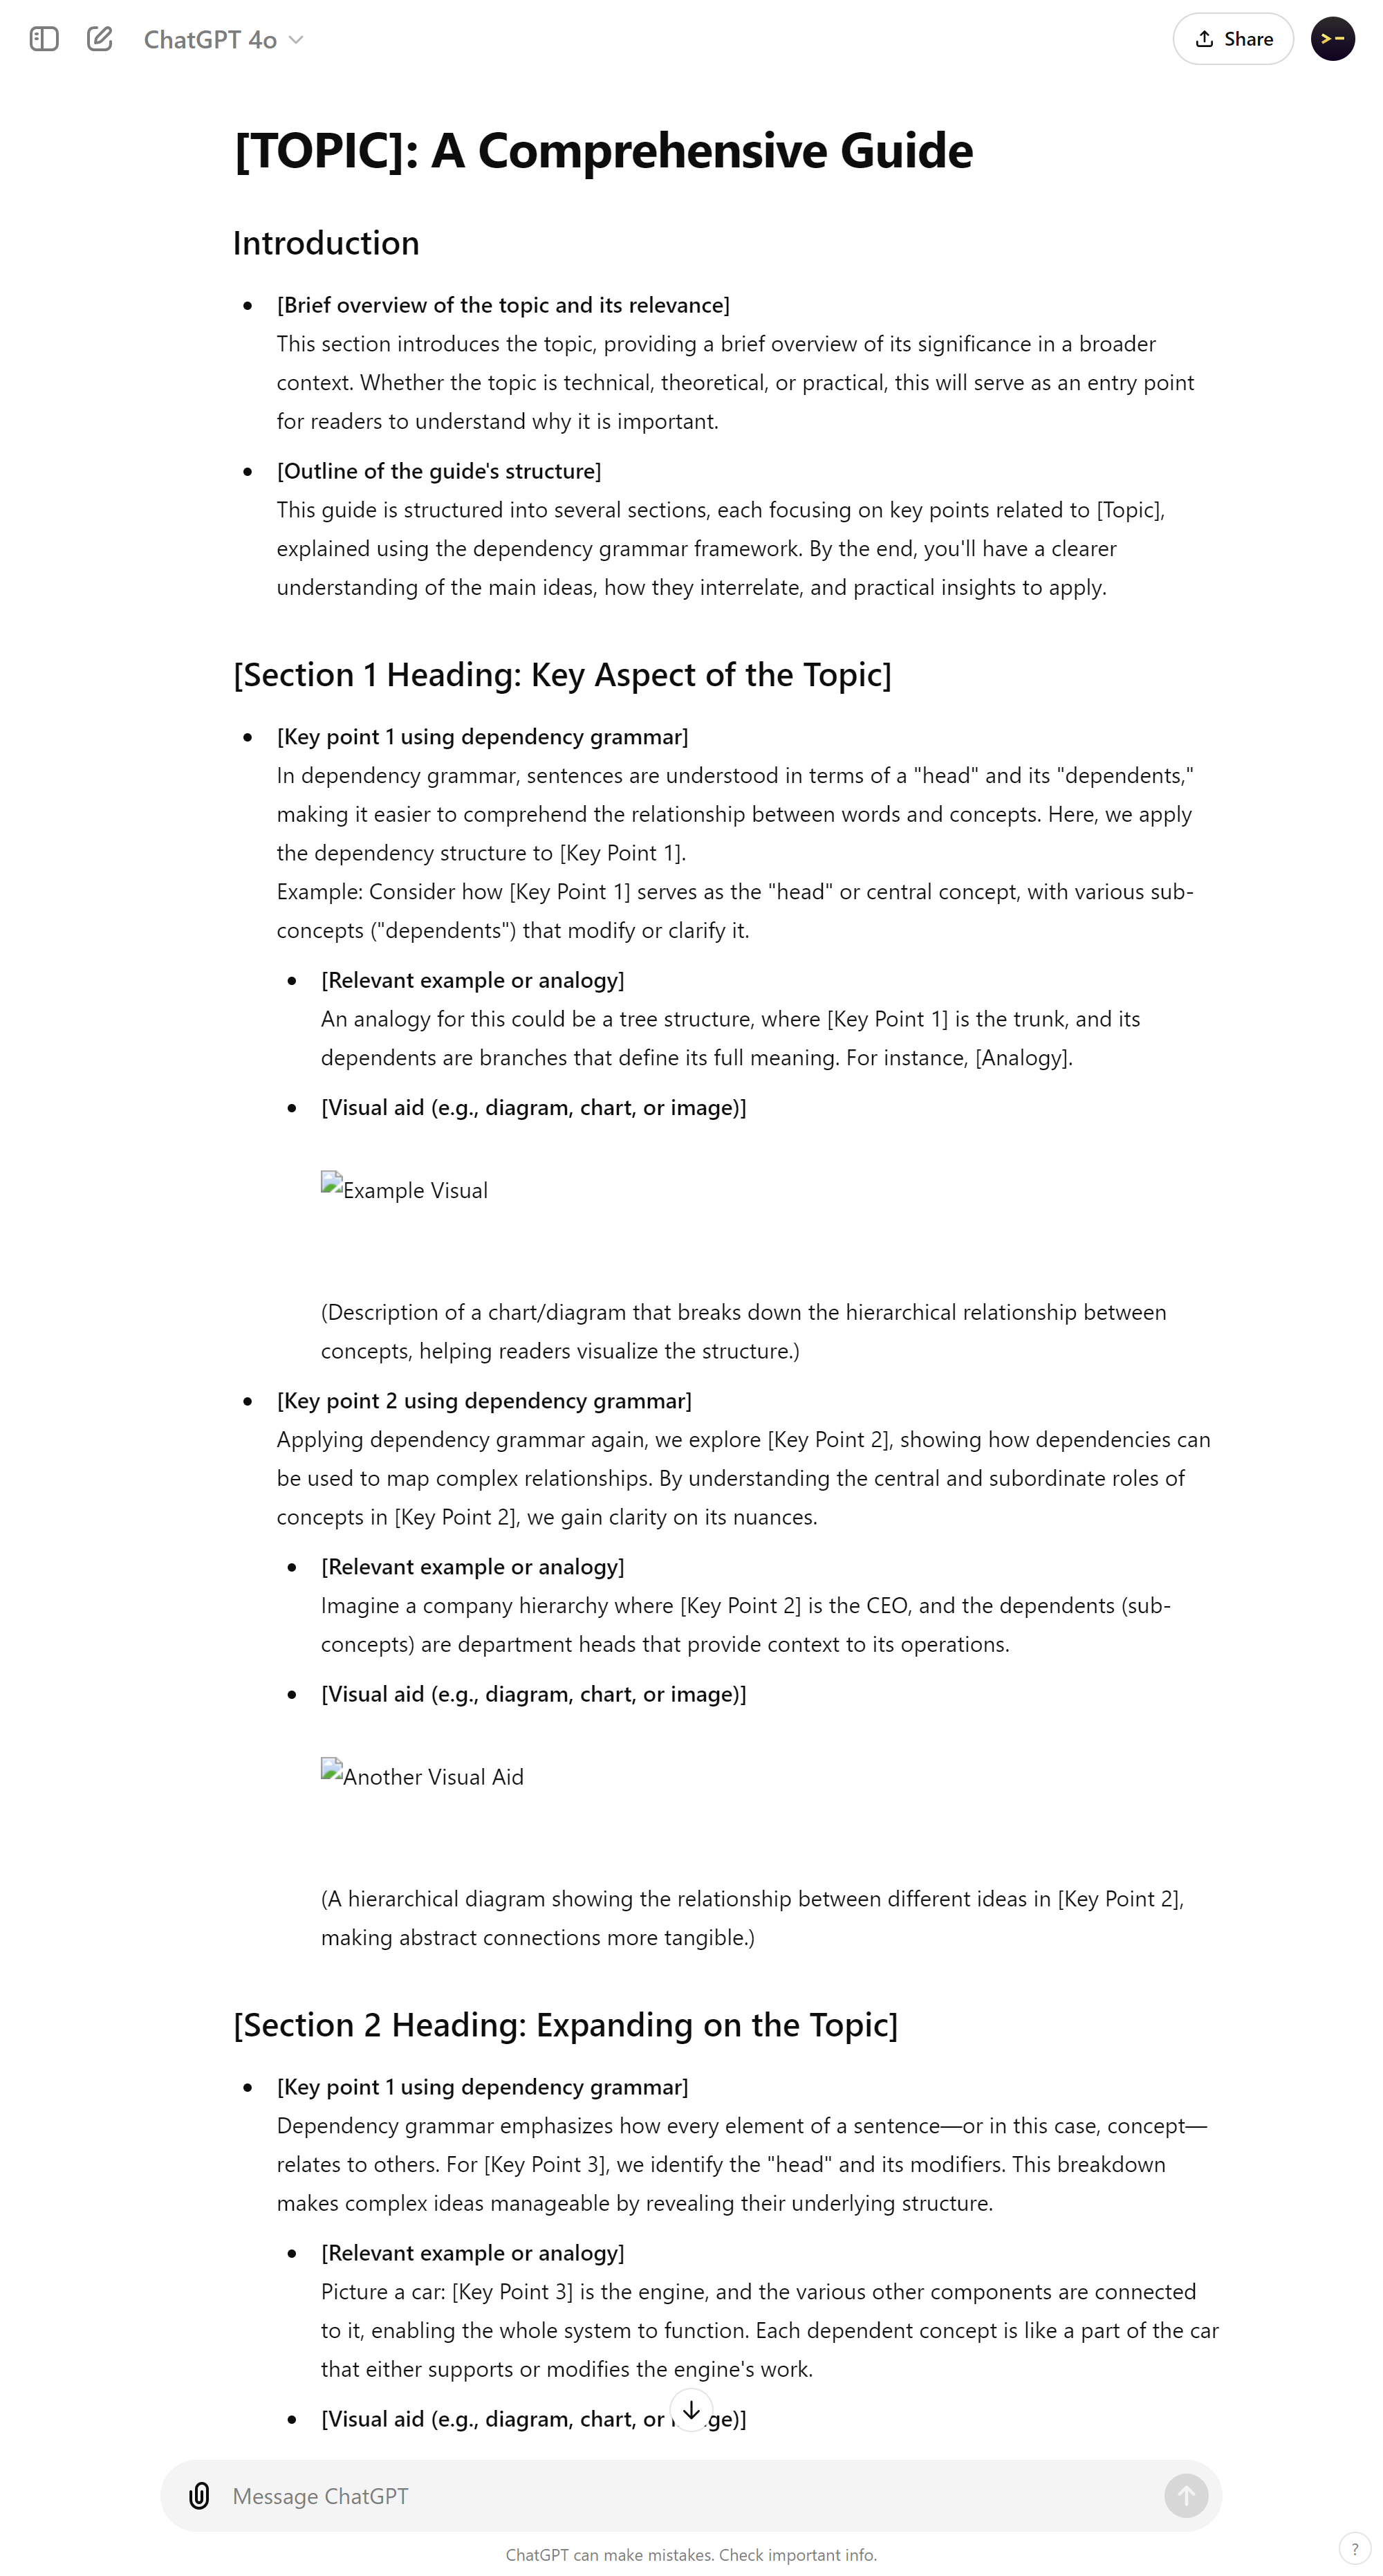 ChatGPT 4o
Share
[TOPIC]: A Comprehensive Guide
Introduction
[Brief overview of the topic and its relevance]
This section introduces the topic, providing a brief overview of its significance in a broader
context. Whether the topic is technical, theoretical, or practical, this will serve as an entry point
for readers to understand why it is important.
[Outline of the guide's structure]
This guide is structured into several sections, each focusing on key points related to [Topic],
explained using the dependency grammar framework. By the end, you'll have a clearer
understanding of the main ideas, how they interrelate, and practical insights to apply.
[Section 1 Heading: Key Aspect of the Topic]
[Key point 1 using dependency grammar]
In dependency grammar, sentences are understood in terms of a "head" and its "dependents,"
making it easier to comprehend the relationship between words and concepts. Here, we apply
the dependency structure to [Key Point 1].
Example: Consider how [Key Point 1] serves as the "head" or central concept, with various sub-
concepts ("dependents") that modify or clarify it.
[Relevant example or analogy]
An analogy for this could be a tree structure, where [Key Point 1] is the trunk, and its
dependents are branches that define its full meaning. For instance, [Analogy].
[Visual aid (e.g., diagram, chart, or image)]
Example Visual
(Description of a chart/diagram that breaks down the hierarchical relationship between
concepts, helping readers visualize the structure.)
[Key point 2 using dependency grammar]
Applying dependency grammar again, we explore [Key Point 2], showing how dependencies can
be used to map complex relationships. By understanding the central and subordinate roles of
concepts in [Key Point 2], we gain clarity on its nuances.
[Relevant example or analogy]
Imagine a company hierarchy where [Key Point 2] is the CEO, and the dependents (sub-
concepts) are department heads that provide context to its operations.
[Visual aid (e.g., diagram, chart, or image)]
Another Visual Aid
(A hierarchical diagram showing the relationship between different ideas in [Key Point 2],
making abstract connections more tangible.)
[Section 2 Heading: Expanding on the Topic]
[Key point 1 using dependency grammar]
Dependency grammar emphasizes how every element of a sentence—or in this case, concept—
relates to others. For [Key Point 3], we identify the "head" and its modifiers. This breakdown
makes complex ideas manageable by revealing their underlying structure.
[Relevant example or analogy]
Picture a car: [Key Point 3] is the engine, and the various other components are connected
to it, enabling the whole system to function. Each dependent concept is like a part of the car
that either supports or modifies the engine's work.
[Visual aid (e.g., diagram, chart, or ge)]
Message ChatGPT
ChatGPT can make mistakes. Check important info.
?